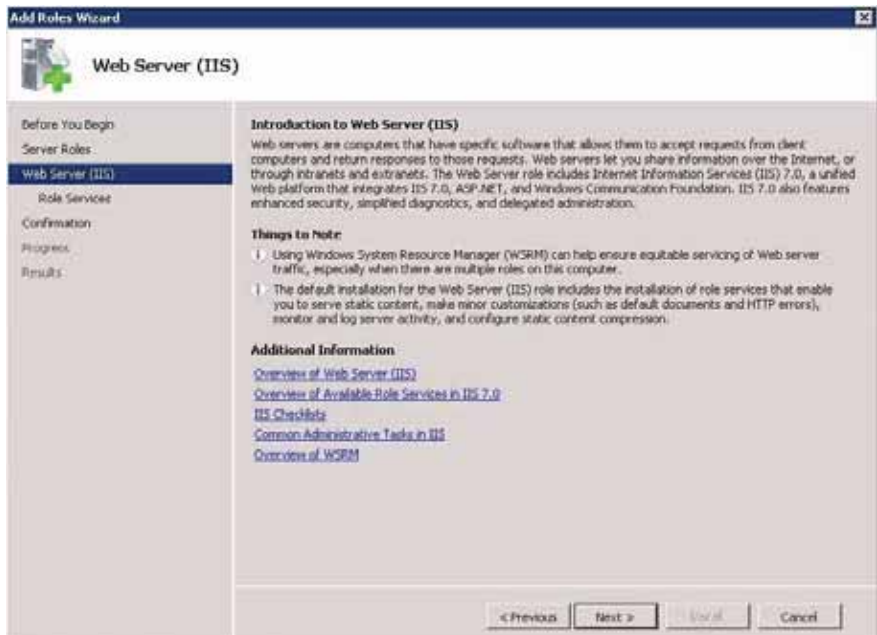 Add Roles Wizard
Web Server (IIS)
Before You Begin
Server Roles
Web Server (IIS)
Role Services
Confirmation
Progress
Results
Introduction to Web Server (IIS)
Web servers are computers that have specific software that allows them to accept requests from client
computers and return responses to those requests. Web servers let you share information over the Internet, or
through intranets and extranets. The Web Server role includes Internet Information Services (IIS) 7.0, a unified
Web platform that integrates IIS 7.0, ASP.NET, and Windows Communication Foundation. IIS 7.0 also features
enhanced security, simplified diagnostics, and delegated administration.
Things to Note
Using Windows System Resource Manager (WSRM) can help ensure equitable servicing of Web server
traffic, especially when there are multiple roles on this computer.
The default installation for the Web Server (IIS) role includes the installation of role services that enable
you to serve static content, make minor customizations (such as default documents and HTTP errors),
monitor and log server activity, and configure static content compression.
Additional Information
Overview of Web Server (IIS)
Overview of Available Role Services in IIS 7.0
IIS Checklists
Common Administrative Tasks in IIS
Overview of WSRM
< Previous
Next >
Install
Cancel